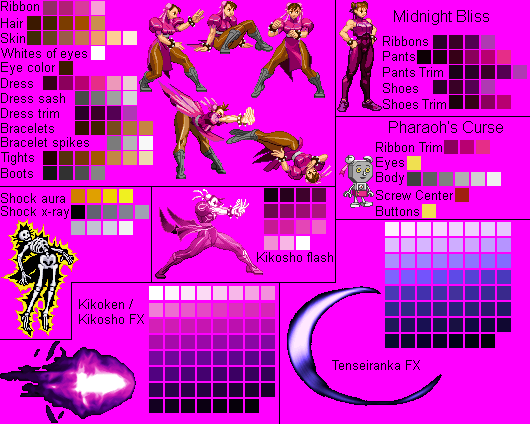 Ribbon
Hair
Skin
Whites of eyes
Eye color
Dress
Dress sash
Dress trim
Bracelets
Bracelet spikes
Tights
Boots
Midnight Bliss
Ribbons
Pants
Pants Trim
Shoes
Shoes Trim
Pharaoh's Curse
Ribbon Trim
Eyes
Body
Screw Center
Buttons
Shock aura
Shock x-ray
Kikosho flash
Kikoken /
Kikosho FX
Tenseiranka FX